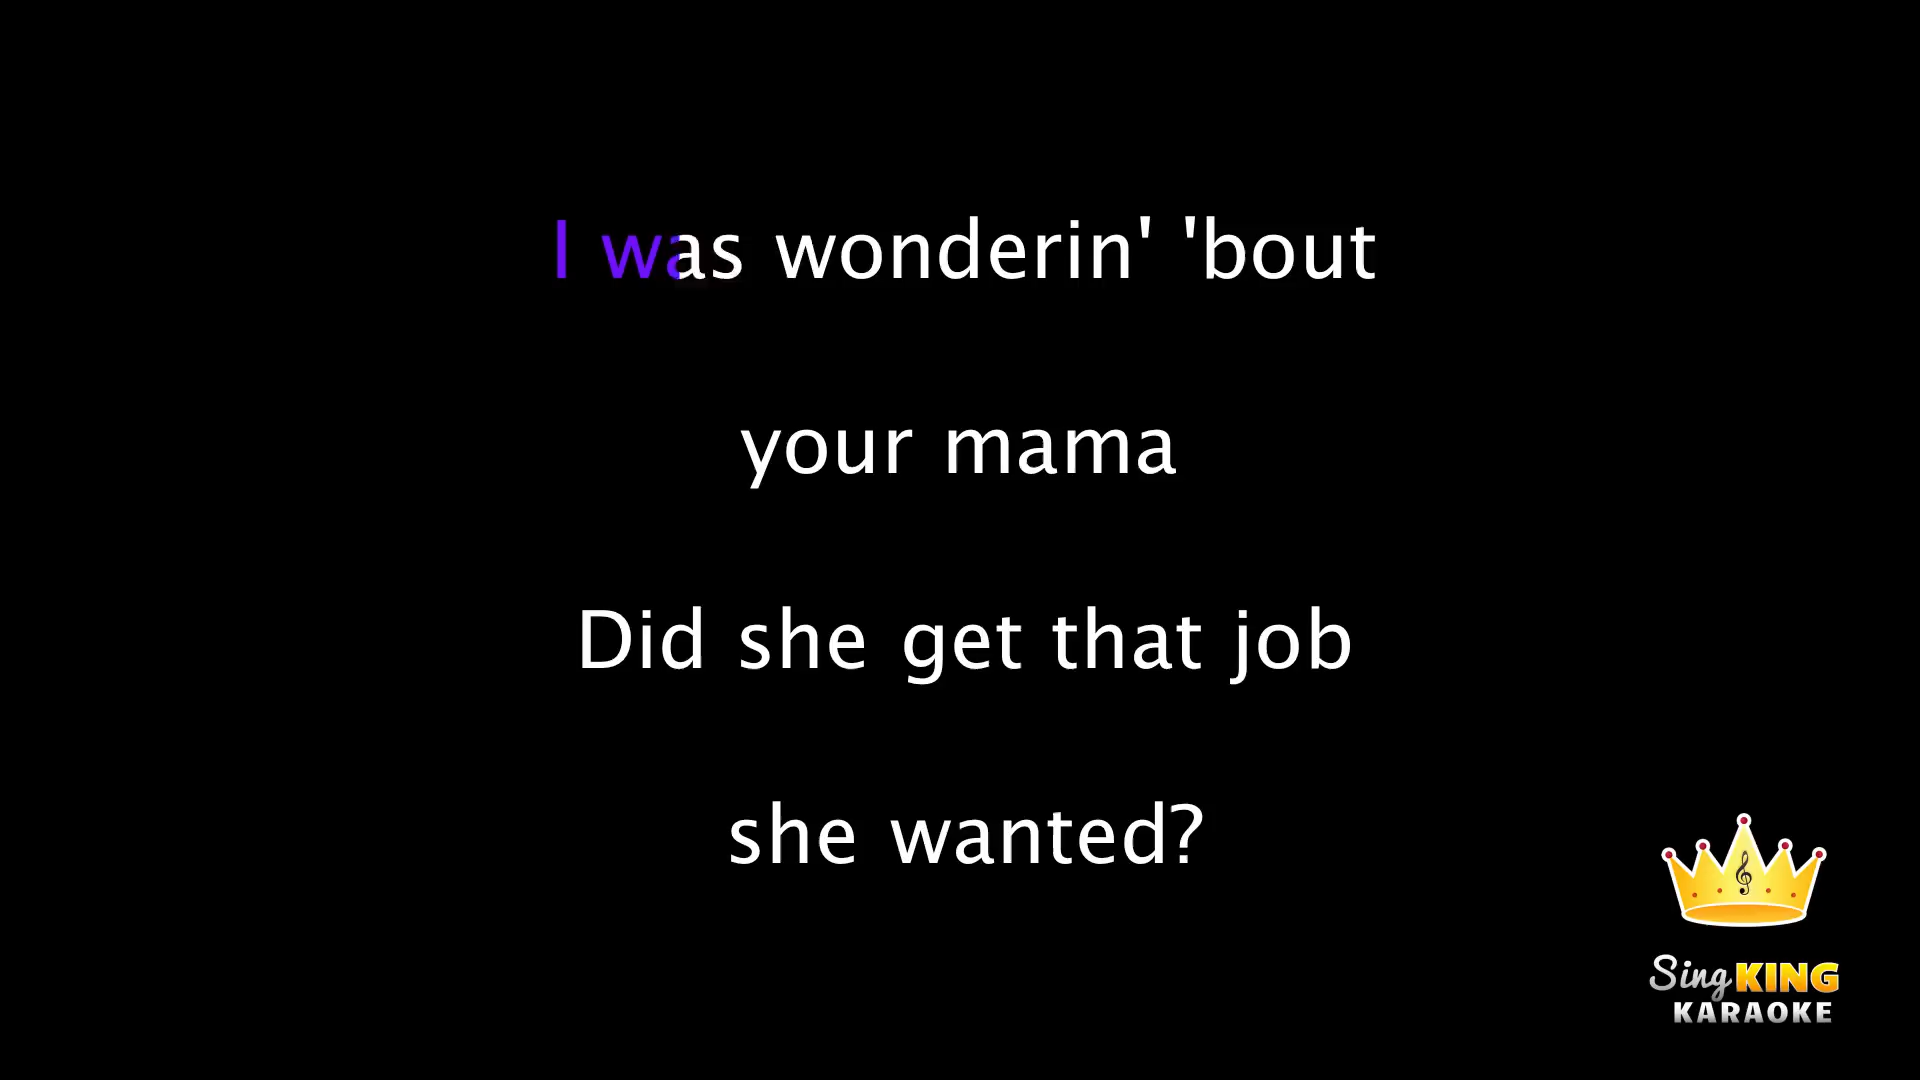 I was wonderin' 'bout
your mama
Did she get that job
she wanted?
Sing KING
KARAOKE